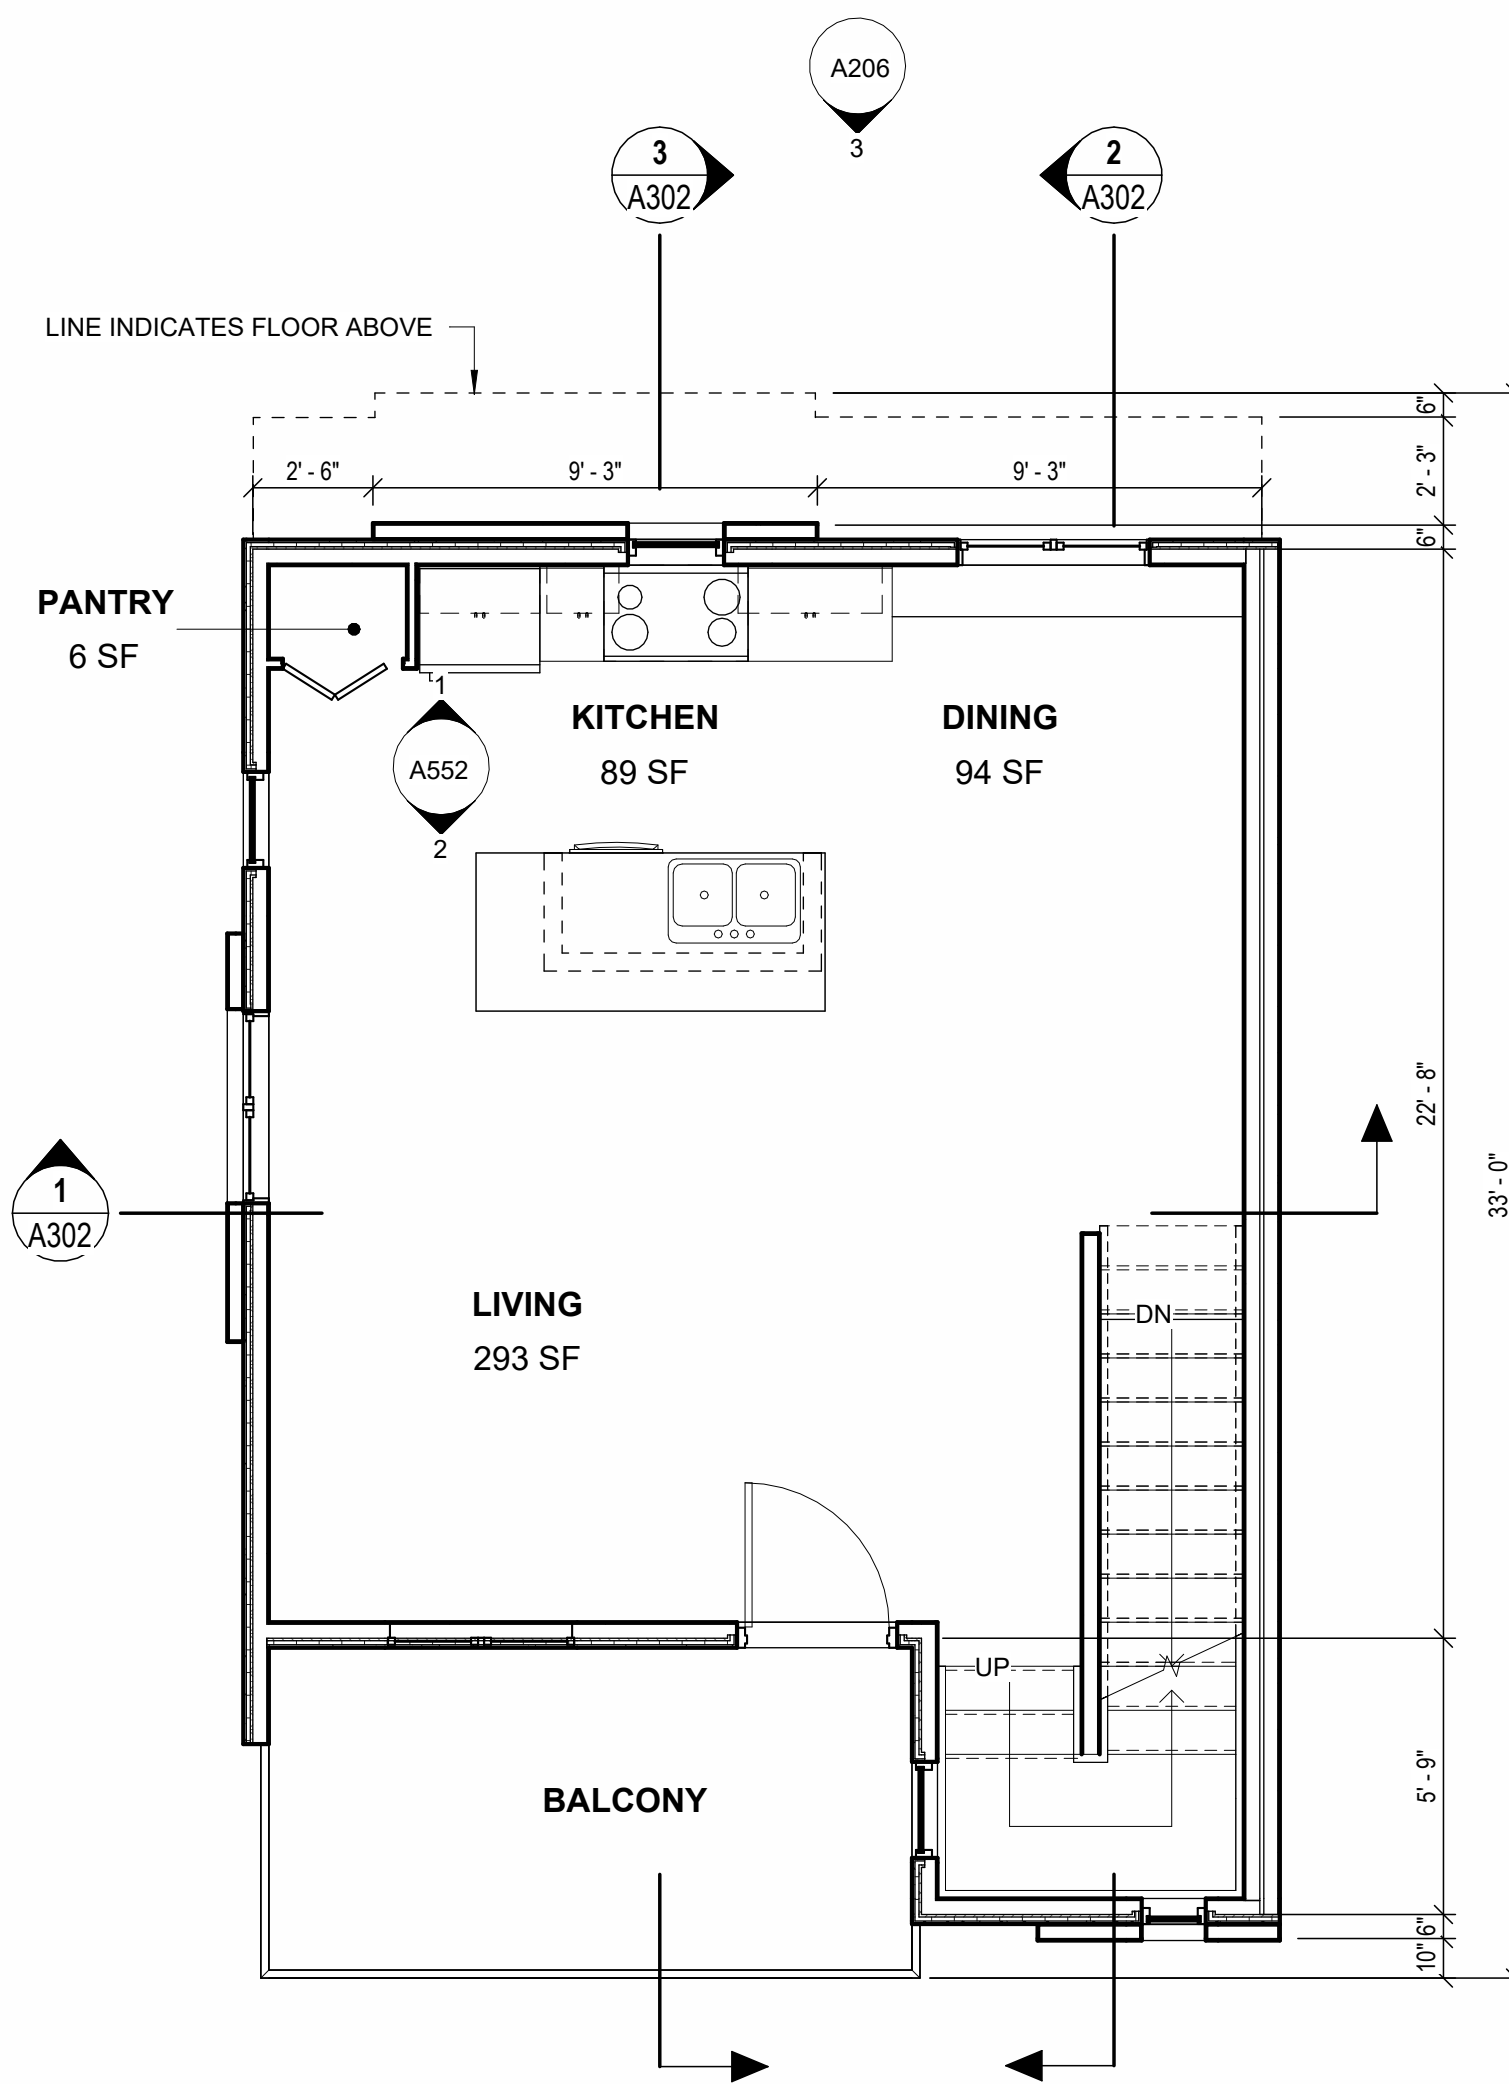 A206
3
3
A302
2
A302
LINE INDICATES FLOOR ABOVE
6"
2' - 3"
6"
2' - 6"
9' - 3"
9' - 3"
PANTRY
6 SF
1
A552
2
KITCHEN
89 SF
DINING
94 SF
22' - 8"
33' - 0"
1
A302
LIVING
293 SF
DN
UP
BALCONY
5' - 9"
6"
10"